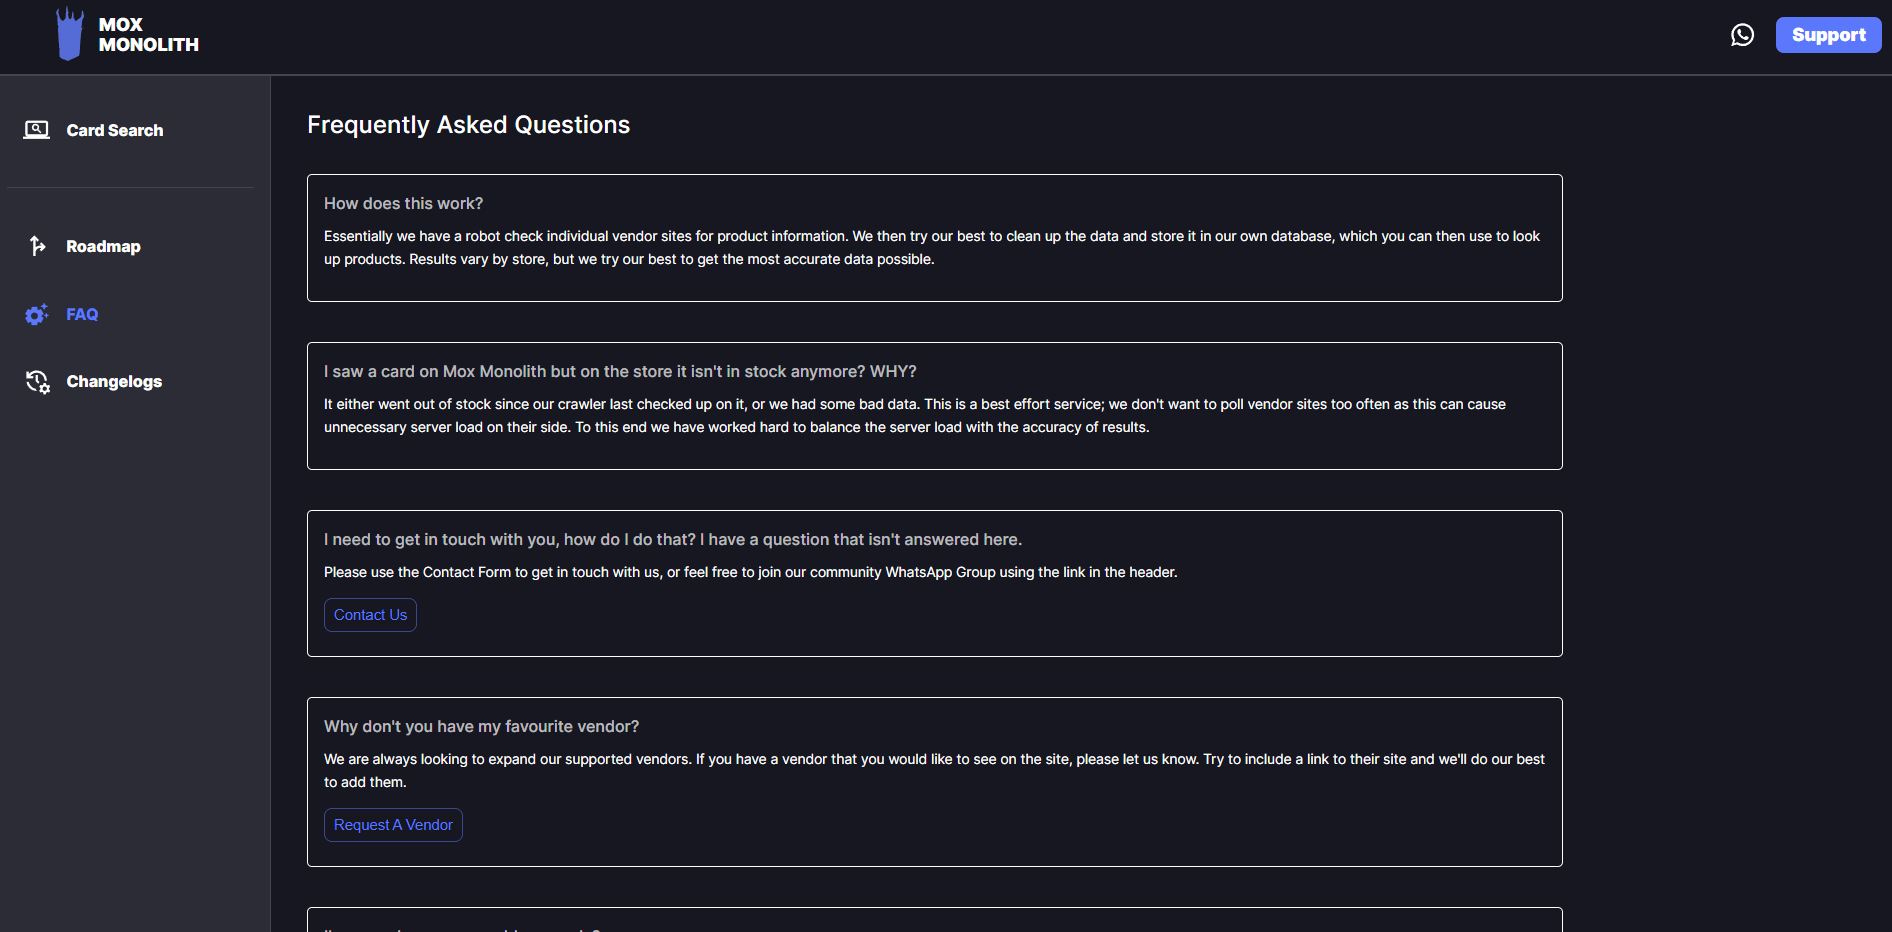 MOX
MONOLITH
Support
Card Search
Roadmap
FAQ
Changelogs
Frequently Asked Questions
How does this work?
Essentially we have a robot check individual vendor sites for product information. We then try our best to clean up the data and store it in our own database, which you can then use to look
up products. Results vary by store, but we try our best to get the most accurate data possible.
I saw a card on Mox Monolith but on the store it isn't in stock anymore? WHY?
It either went out of stock since our crawler last checked up on it, or we had some bad data. This is a best effort service; we don't want to poll vendor sites too often as this can cause
unnecessary server load on their side. To this end we have worked hard to balance the server load with the accuracy of results.
I need to get in touch with you, how do I do that? I have a question that isn't answered here.
Please use the Contact Form to get in touch with us, or feel free to join our community WhatsApp Group using the link in the header.
Contact Us
Why don't you have my favourite vendor?
We are always looking to expand our supported vendors. If you have a vendor that you would like to see on the site, please let us know. Try to include a link to their site and we'll do our best
to add them.
Request A Vendor